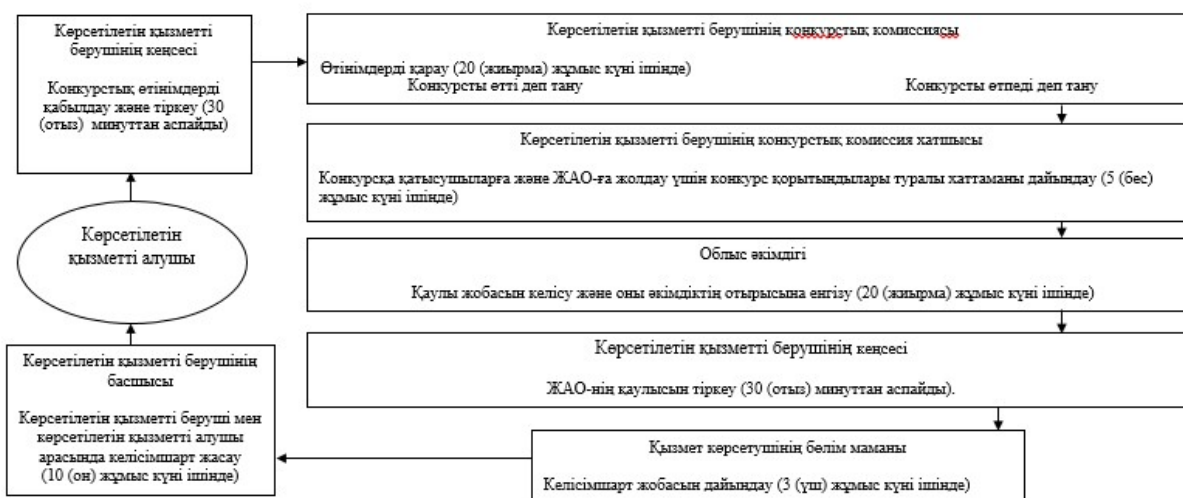 Көрсетілетін қызметті
берушінің кеңсесі
Конкурстық өтінімдерді
қабылдау және тіркеу (30
(отыз) минуттан аспайды)
Көрсетілетін қызметті берушінің конкурстық комиссиясы
Өтінімдерді қарау (20 (жиырма) жұмыс күні ішінде)
Конкурсты өтті деп тану Конкурсты өтпеді деп тану
Көрсетілетін қызметті берушінің конкурстық комиссия хатшысы
Конкурсқа қатысушыларға және ЖАО-ға жолдау үшін конкурс қорытындылары туралы хаттаманы дайындау (5 (бес)
жұмыс күні ішінде)
Облыс әкімдігі
Қаулы жобасын келісу және оны әкімдіктің отырысына енгізу (20 (жиырма) жұмыс күні ішінде)
Көрсетілетін қызметті берушінің кеңсесі
ЖАО-нің қаулысын тіркеу (30 (отыз) минуттан аспайды).
Қызмет көрсетушінің бөлім маманы
Келісімшарт жобасын дайындау (3 (үш) жұмыс күні ішінде)
Көрсетілетін қызметті берушінің
басшысы
Көрсетілетін қызметті беруші мен
көрсетілетін қызметті алушы
арасында келісімшарт жасау
(10 (он) жұмыс күні ішінде)
Көрсетілетін
қызметті алушы